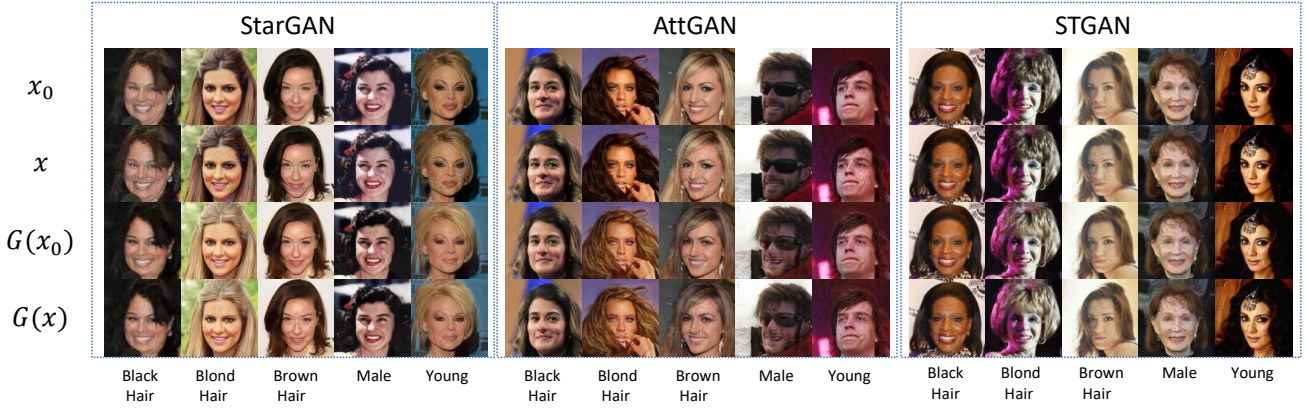 StarGAN AttGAN STGAN
x₀
x
G(x₀)
G(x)
Black Blond Brown Male Young Black Blond Brown Male Young Black Blond Brown Male Young
Hair Hair Hair Hair Hair Hair Hair Hair Hair